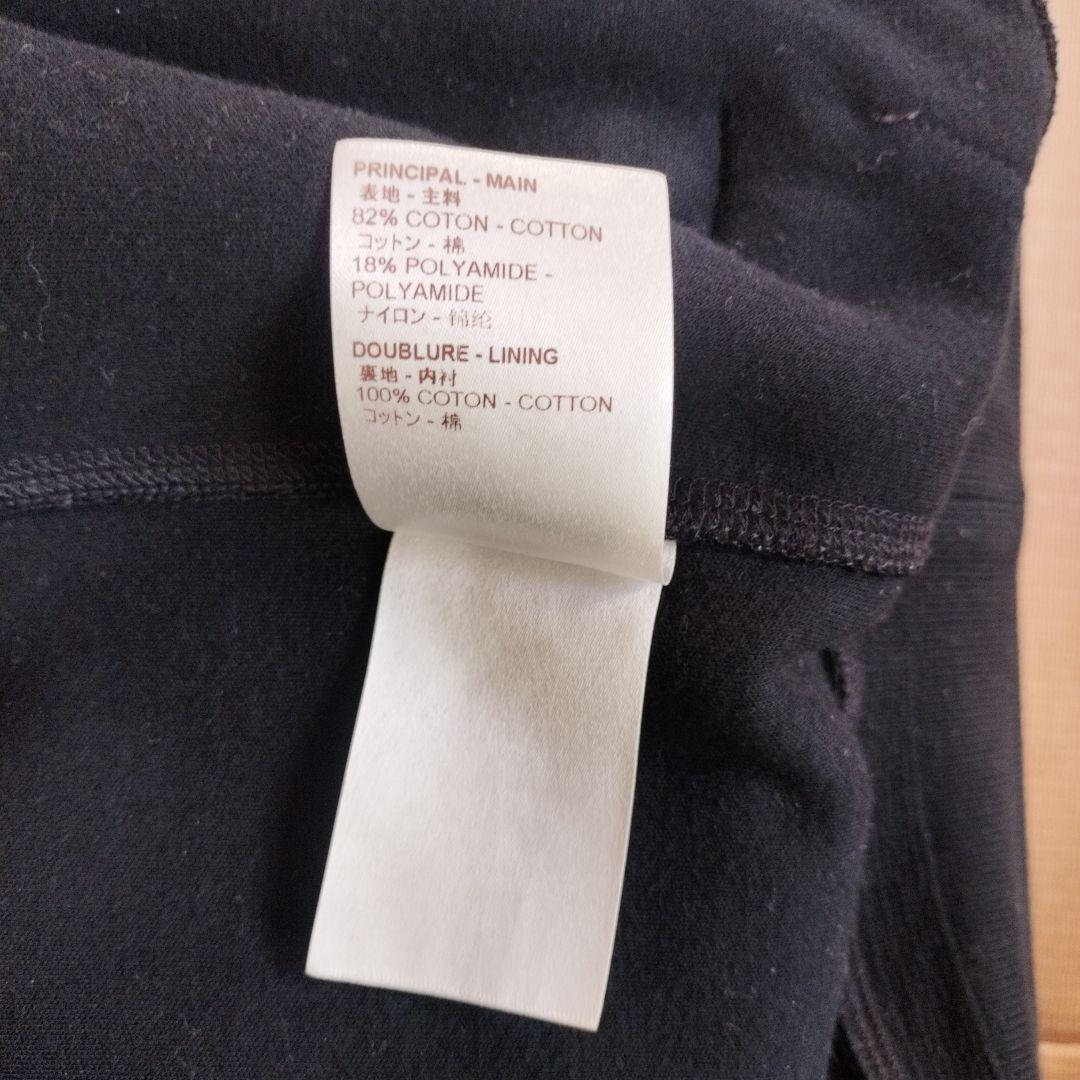 PRINCIPAL - MAIN
表地 - 主料
82% COTON - COTTON
コットン - 棉
18% POLYAMIDE -
POLYAMIDE
ナイロン - 锦纶
DOUBLURE - LINING
裏地 - 内衬
100% COTON - COTTON
コットン - 棉